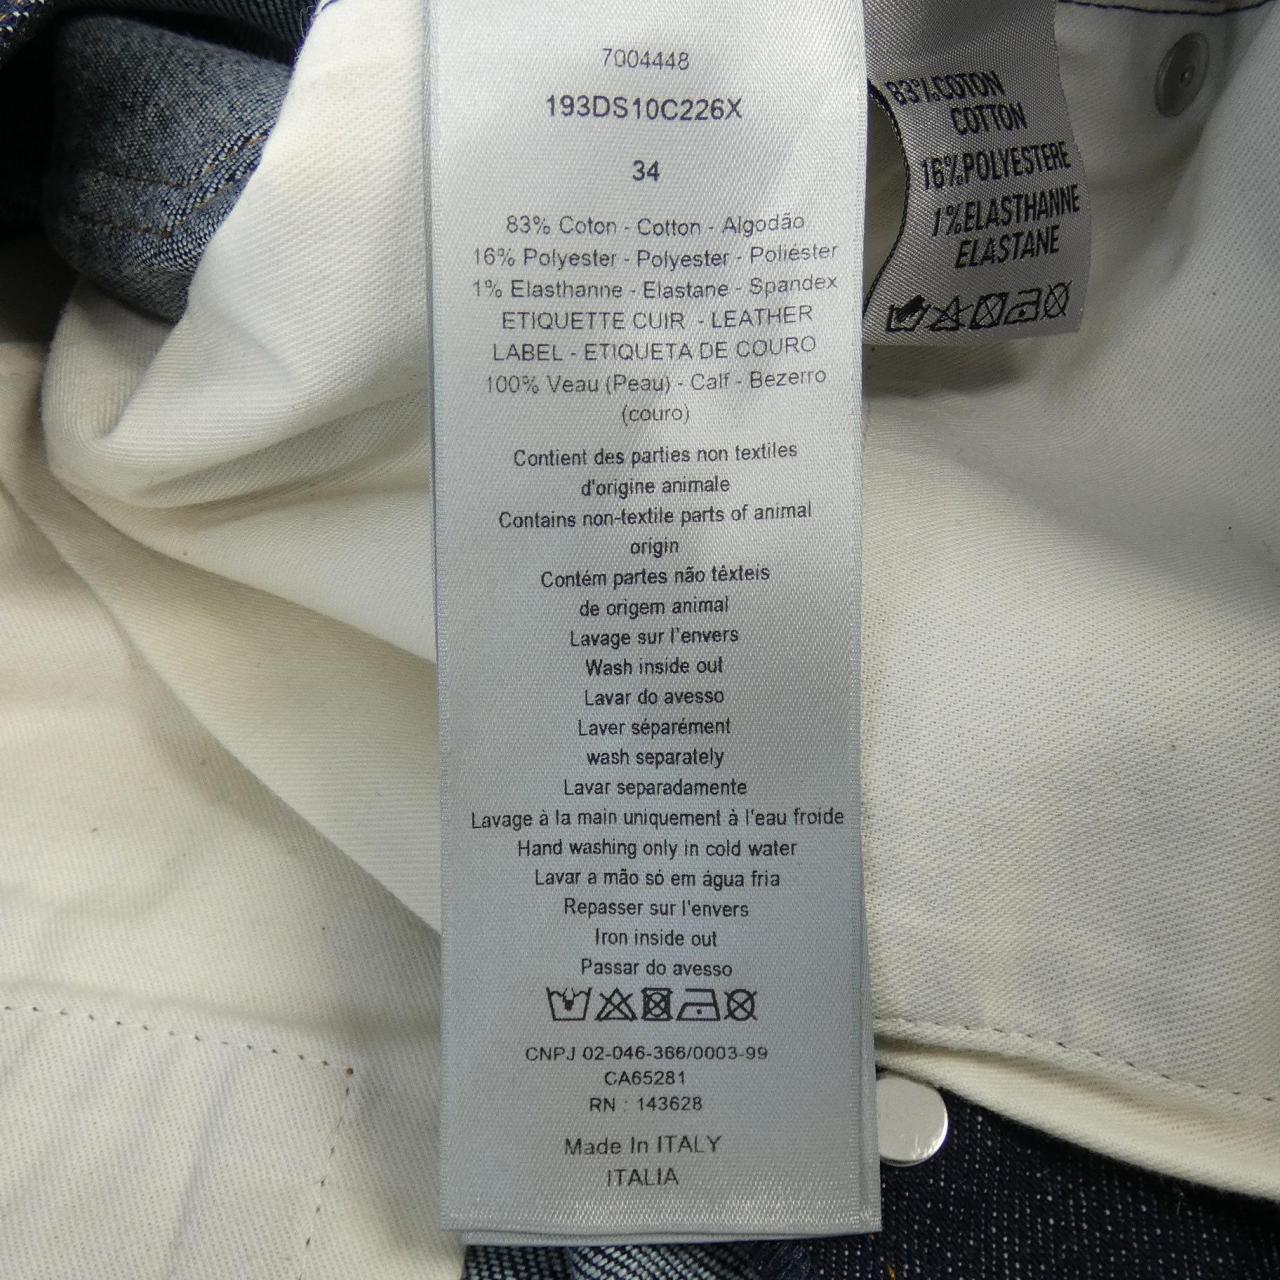 7004448
193DS10C226X
34
83% Coton - Cotton - Algodão
16% Polyester - Polyester - Poliéster
1% Elasthanne - Elastane - Spandex
ETIQUETTE CUIR - LEATHER
LABEL - ETIQUETA DE COURO
100% Veau (Peau) - Calf - Bezerro
(couro)
Contient des parties non textiles
d'origine animale
Contains non-textile parts of animal
origin
Contém partes não têxteis
de origem animal
Lavage sur l'envers
Wash inside out
Lavar do avesso
Laver séparément
wash separately
Lavar separadamente
Lavage à la main uniquement à l'eau froide
Hand washing only in cold water
Lavar a mão só em água fria
Repasser sur l'envers
Iron inside out
Passar do avesso
CNPJ 02-046-366/0003-99
CA65281
RN : 143628
Made In ITALY
ITALIA
83%COTON
COTTON
16%POLYESTERE
1%ELASTHANNE
ELASTANE